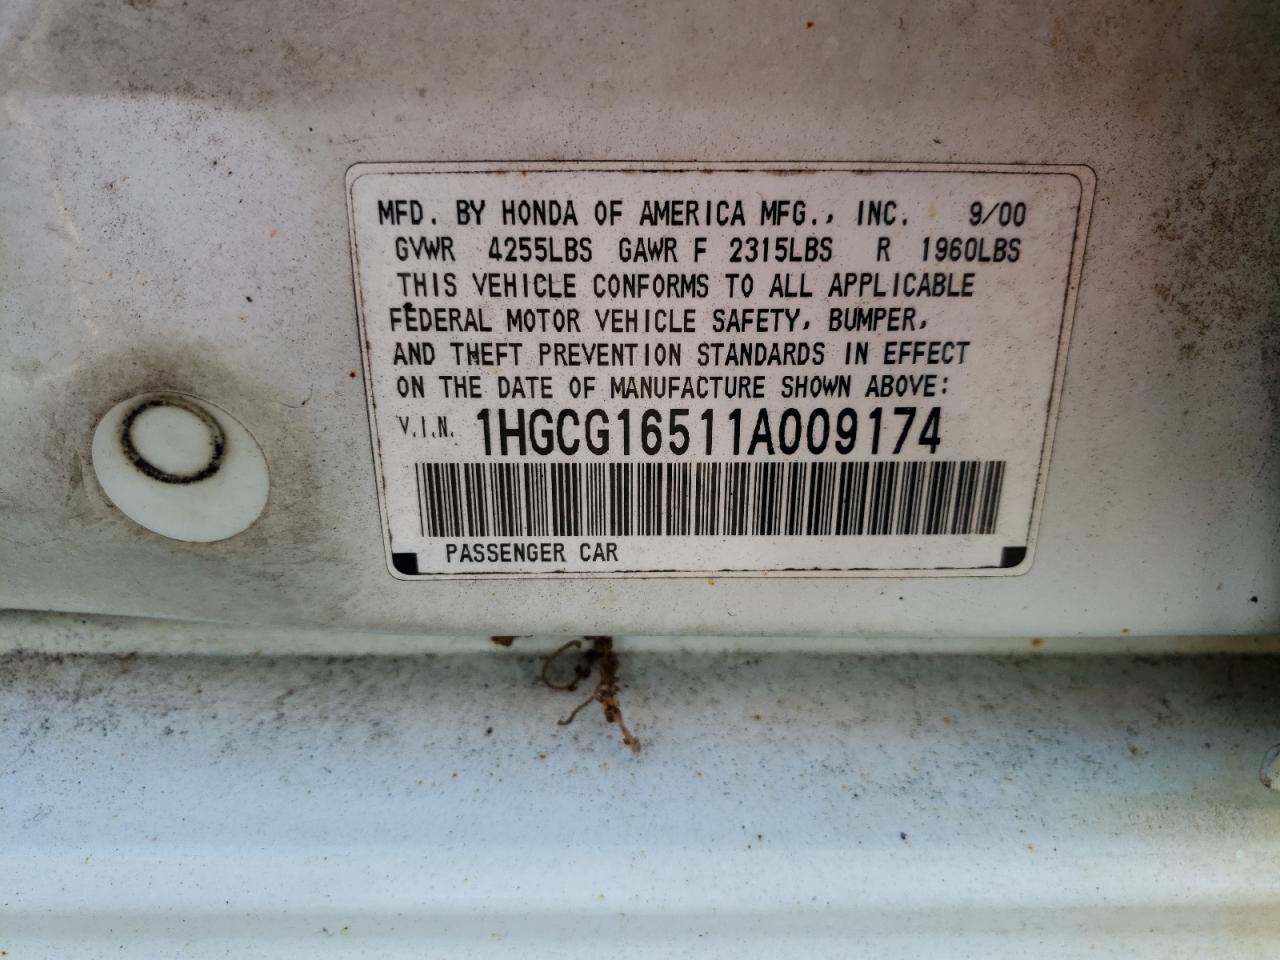 MFD. BY HONDA OF AMERICA MFG., INC. 9/00
GVWR 4255LBS GAWR F 2315LBS R 1960LBS
THIS VEHICLE CONFORMS TO ALL APPLICABLE
FEDERAL MOTOR VEHICLE SAFETY, BUMPER,
AND THEFT PREVENTION STANDARDS IN EFFECT
ON THE DATE OF MANUFACTURE SHOWN ABOVE:
V.I.N. 1HGCG16511A009174
PASSENGER CAR